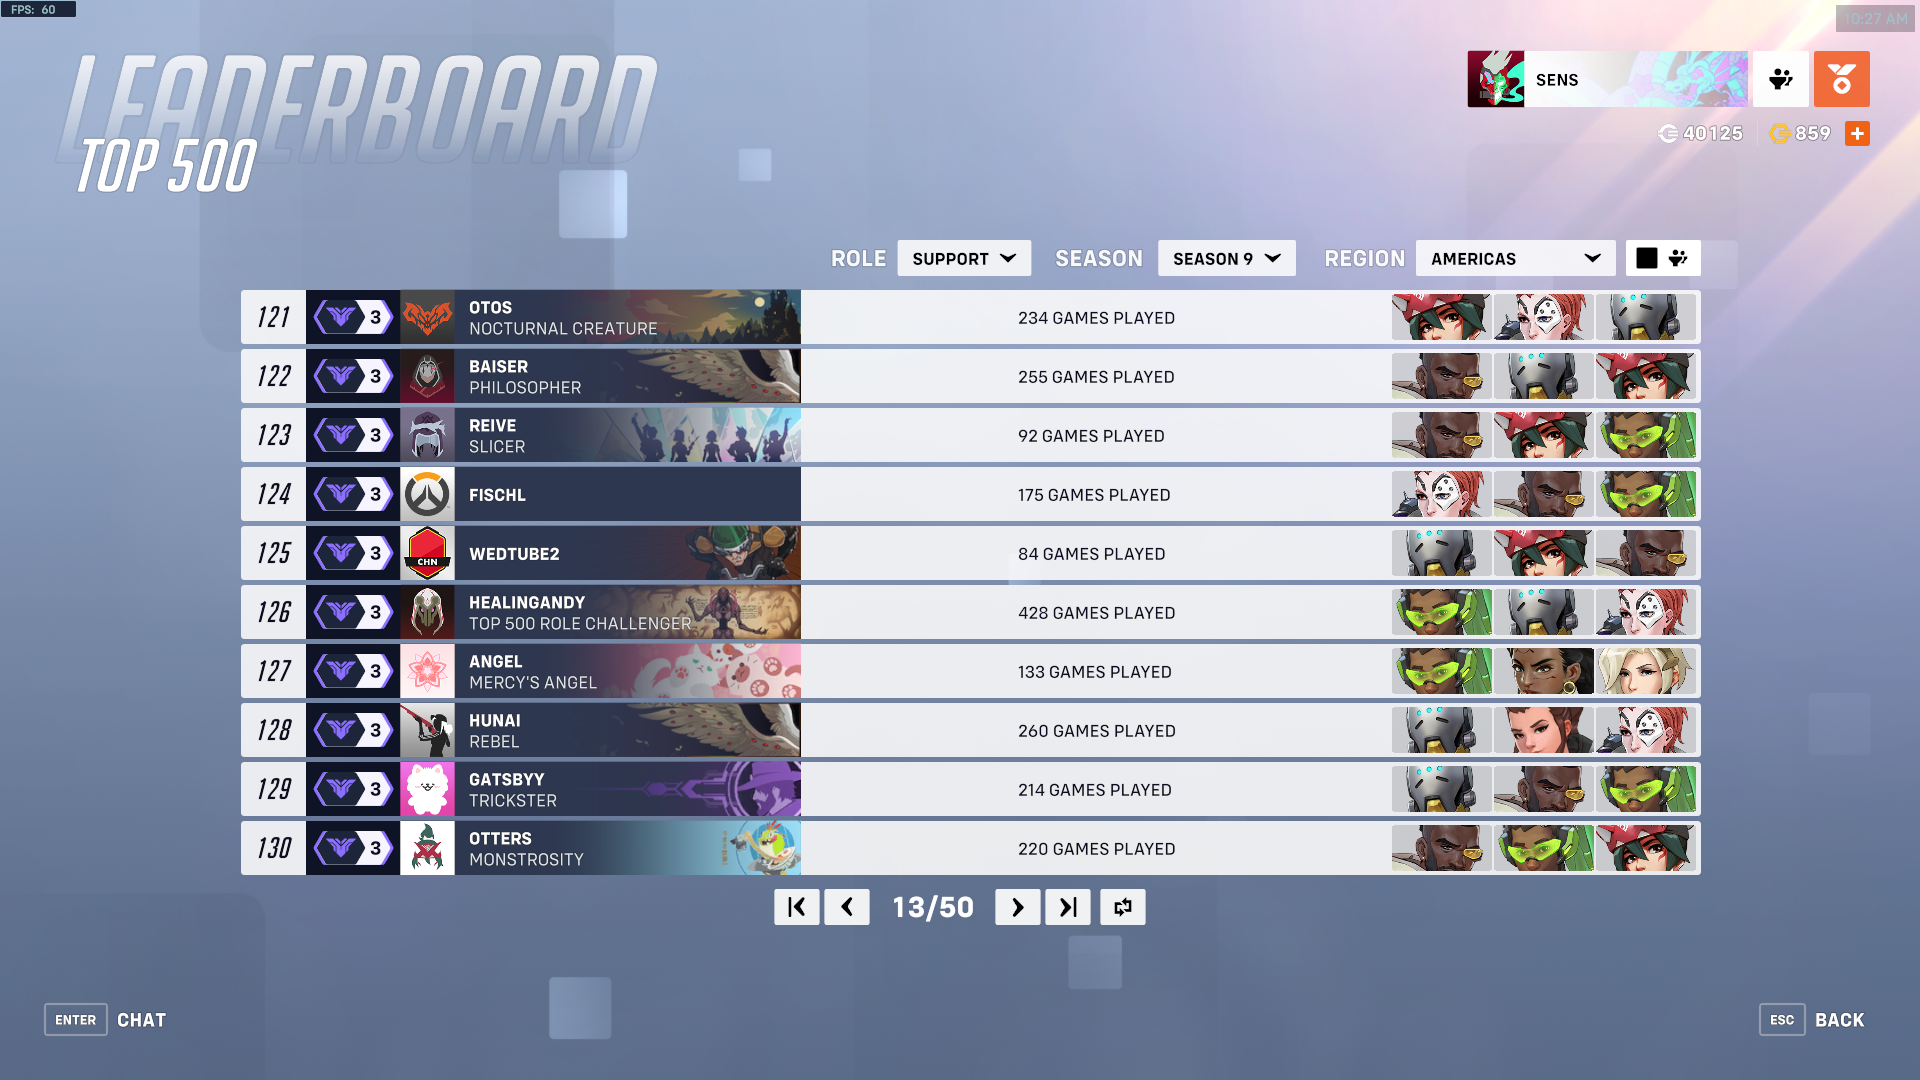 FPS: 60
10:27 AM
LEADERBOARD
TOP 500
SENS
40125
859
ROLE SUPPORT SEASON SEASON 9 REGION AMERICAS
121 3 OTOS 234 GAMES PLAYED
NOCTURNAL CREATURE
122 3 BAISER 255 GAMES PLAYED
PHILOSOPHER
123 3 REIVE 92 GAMES PLAYED
SLICER
124 3 FISCHL 175 GAMES PLAYED
125 3 CHN WEDTUBE2 84 GAMES PLAYED
126 3 HEALINGANDY 428 GAMES PLAYED
TOP 500 ROLE CHALLENGER
127 3 ANGEL 133 GAMES PLAYED
MERCY'S ANGEL
128 3 HUNAI 260 GAMES PLAYED
REBEL
129 3 GATSBYY 214 GAMES PLAYED
TRICKSTER
130 3 OTTERS 220 GAMES PLAYED
MONSTROSITY
13/50
ENTER CHAT
ESC BACK